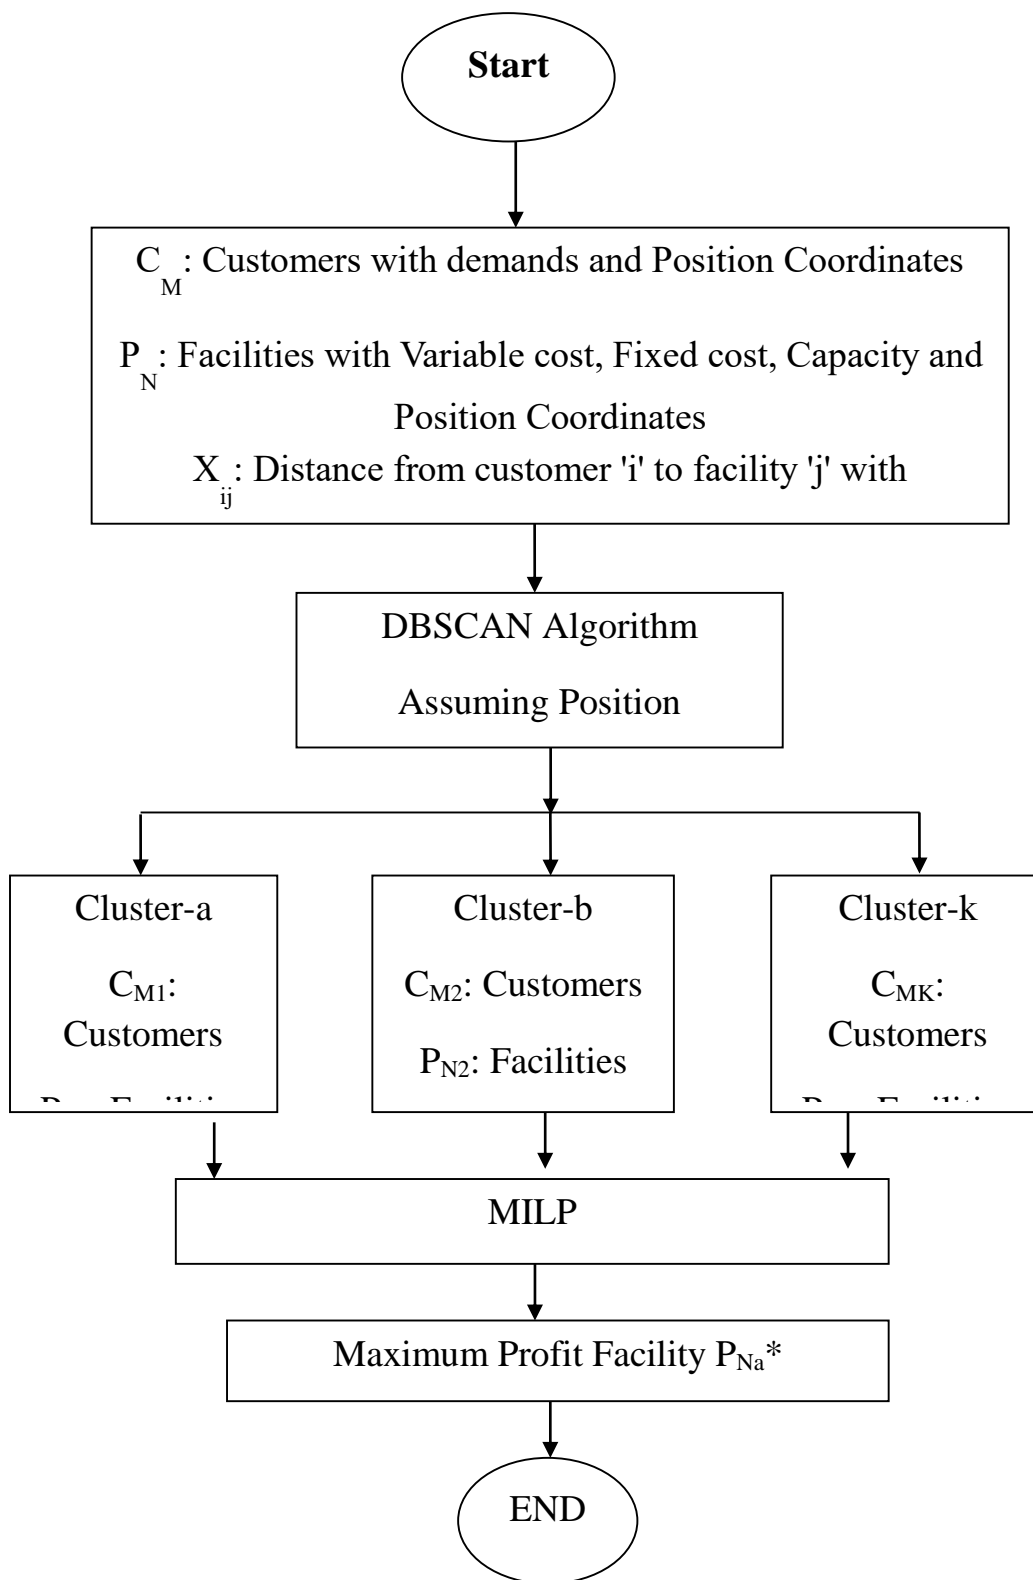 Start
C_M: Customers with demands and Position Coordinates
P_N: Facilities with Variable cost, Fixed cost, Capacity and
Position Coordinates
X_ij: Distance from customer 'i' to facility 'j' with
DBSCAN Algorithm
Assuming Position
Cluster-a
C_M1:
Customers
Cluster-b
C_M2: Customers
P_N2: Facilities
Cluster-k
C_MK:
Customers
MILP
Maximum Profit Facility P_Na*
END